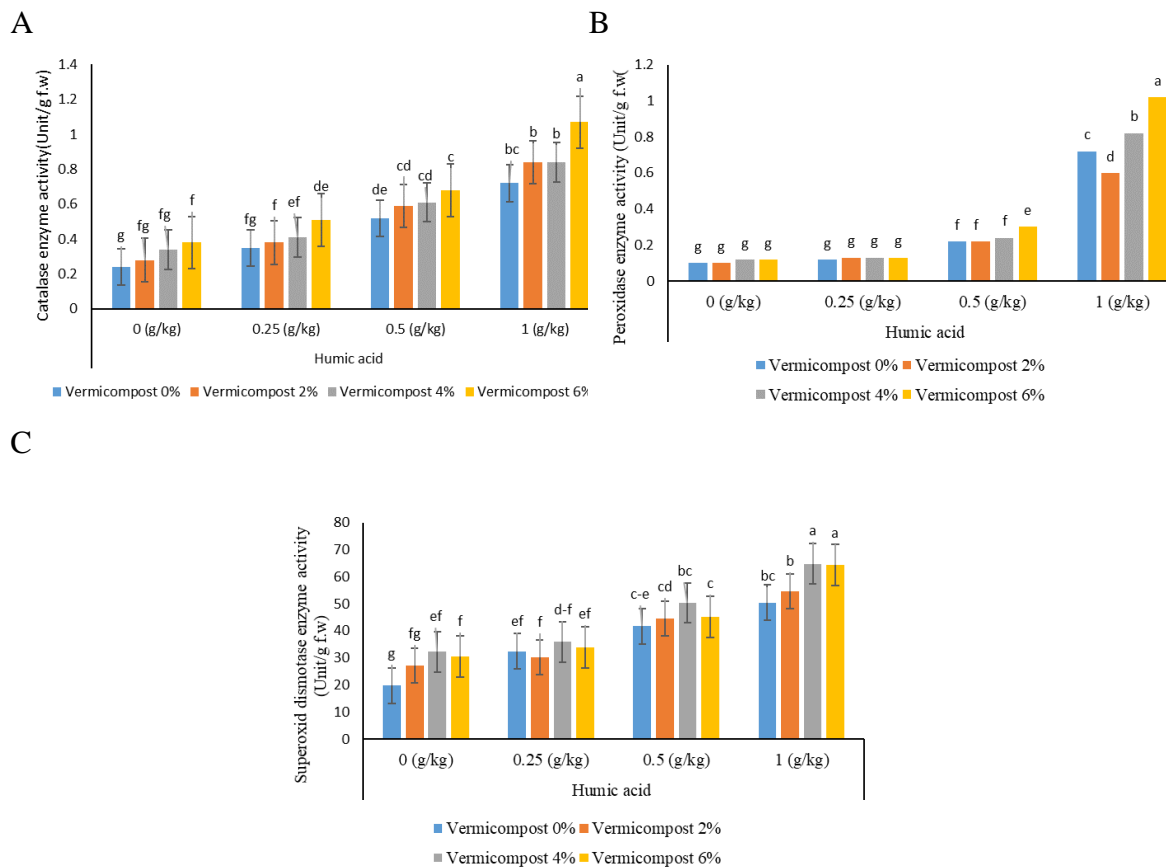 A
Catalase enzyme activity(Unit/g f.w)
1.4
1.2
1
0.8
0.6
0.4
0.2
0
g fg fg f
fg f ef de
de cd cd c
bc b b a
0 (g/kg) 0.25 (g/kg) 0.5 (g/kg) 1 (g/kg)
Humic acid
Vermicompost 0% Vermicompost 2% Vermicompost 4% Vermicompost 6%
B
Peroxidase enzyme activity (Unit/g f.w(
1.2
1
0.8
0.6
0.4
0.2
0
g g g g
g g g g
f f f e
c d b a
0 (g/kg) 0.25 (g/kg) 0.5 (g/kg) 1 (g/kg)
Humic acid
Vermicompost 0% Vermicompost 2%
Vermicompost 4% Vermicompost 6%
C
Superoxid dismotase enzyme activity
(Unit/g f.w)
80
70
60
50
40
30
20
10
0
g fg ef f
ef f d-f ef
c-e cd bc c
bc b a a
0 (g/kg) 0.25 (g/kg) 0.5 (g/kg) 1 (g/kg)
Humic acid
Vermicompost 0% Vermicompost 2%
Vermicompost 4% Vermicompost 6%